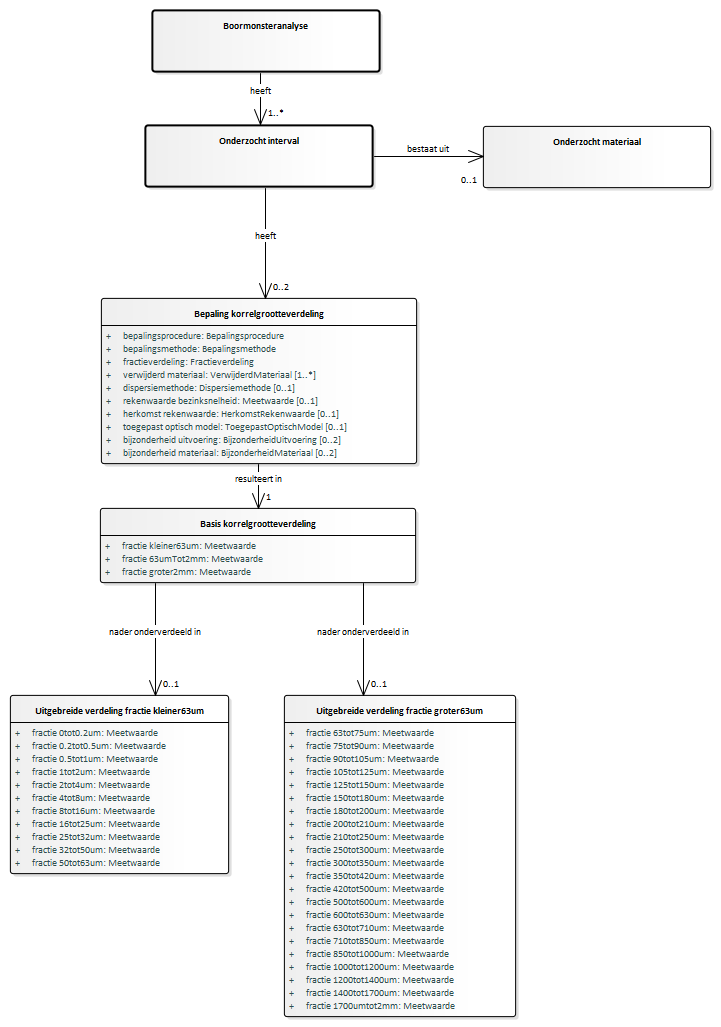 Boormonsteranalyse
heeft
1..*
Onderzocht interval
bestaat uit
0..1
Onderzocht materiaal
heeft
0..2
Bepaling korrelgrootteverdeling
+ bepalingsprocedure: Bepalingsprocedure
+ bepalingsmethode: Bepalingsmethode
+ fractieverdeling: Fractieverdeling
+ verwijderd materiaal: VerwijderdMateriaal [1..*]
+ dispersiemethode: Dispersiemethode [0..1]
+ rekenwaarde bezinksnelheid: Meetwaarde [0..1]
+ herkomst rekenwaarde: HerkomstRekenwaarde [0..1]
+ toegepast optisch model: ToegepastOptischModel [0..1]
+ bijzonderheid uitvoering: BijzonderheidUitvoering [0..2]
+ bijzonderheid materiaal: BijzonderheidMateriaal [0..2]
resulteert in
1
Basis korrelgrootteverdeling
+ fractie kleiner63um: Meetwaarde
+ fractie 63umTot2mm: Meetwaarde
+ fractie groter2mm: Meetwaarde
nader onderverdeeld in
0..1
nader onderverdeeld in
0..1
Uitgebreide verdeling fractie kleiner63um
+ fractie 0tot0.2um: Meetwaarde
+ fractie 0.2tot0.5um: Meetwaarde
+ fractie 0.5tot1um: Meetwaarde
+ fractie 1tot2um: Meetwaarde
+ fractie 2tot4um: Meetwaarde
+ fractie 4tot8um: Meetwaarde
+ fractie 8tot16um: Meetwaarde
+ fractie 16tot25um: Meetwaarde
+ fractie 25tot32um: Meetwaarde
+ fractie 32tot50um: Meetwaarde
+ fractie 50tot63um: Meetwaarde
Uitgebreide verdeling fractie groter63um
+ fractie 63tot75um: Meetwaarde
+ fractie 75tot90um: Meetwaarde
+ fractie 90tot105um: Meetwaarde
+ fractie 105tot125um: Meetwaarde
+ fractie 125tot150um: Meetwaarde
+ fractie 150tot180um: Meetwaarde
+ fractie 180tot200um: Meetwaarde
+ fractie 200tot210um: Meetwaarde
+ fractie 210tot250um: Meetwaarde
+ fractie 250tot300um: Meetwaarde
+ fractie 300tot350um: Meetwaarde
+ fractie 350tot420um: Meetwaarde
+ fractie 420tot500um: Meetwaarde
+ fractie 500tot600um: Meetwaarde
+ fractie 600tot630um: Meetwaarde
+ fractie 630tot710um: Meetwaarde
+ fractie 710tot850um: Meetwaarde
+ fractie 850tot1000um: Meetwaarde
+ fractie 1000tot1200um: Meetwaarde
+ fractie 1200tot1400um: Meetwaarde
+ fractie 1400tot1700um: Meetwaarde
+ fractie 1700umtot2mm: Meetwaarde